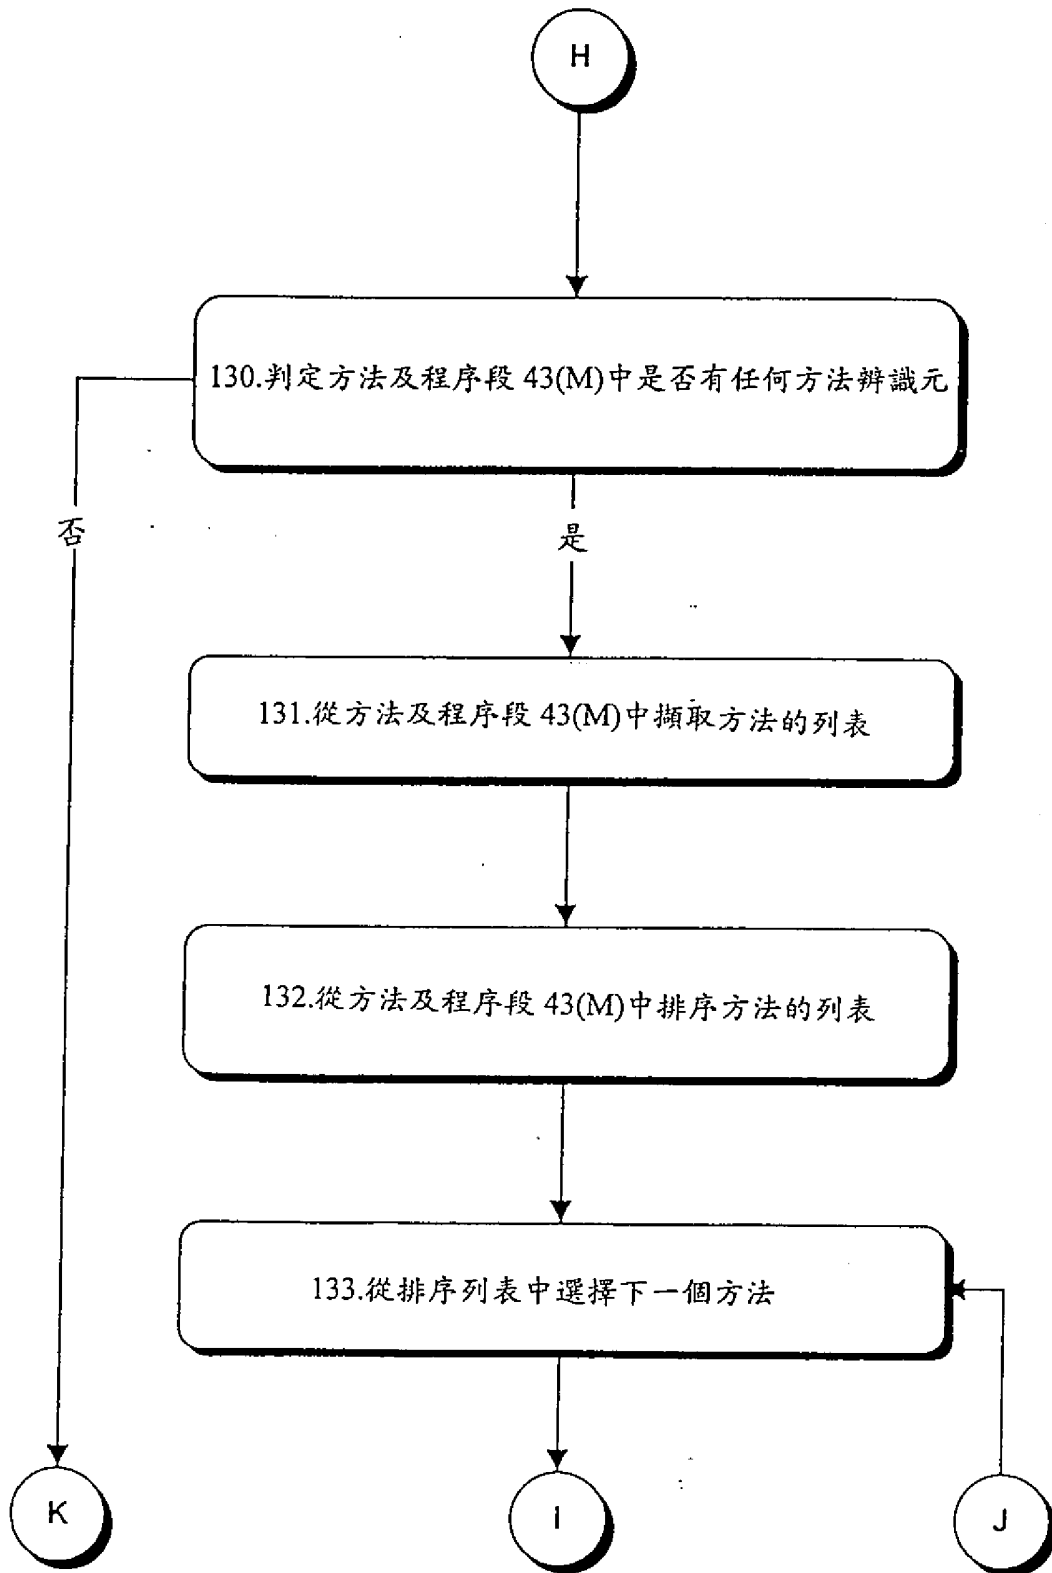 H
130.判定方法及程序段 43(M)中是否有任何方法辨識元
否
是
131.從方法及程序段 43(M)中擷取方法的列表
132.從方法及程序段 43(M)中排序方法的列表
133.從排序列表中選擇下一個方法
K
I
J